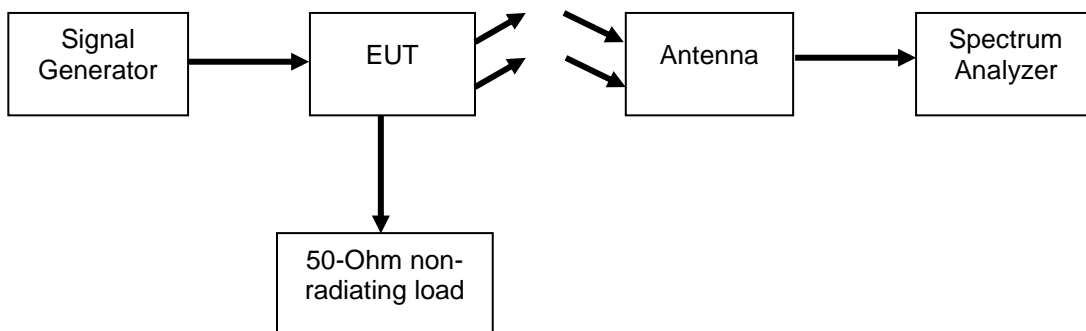 Signal
Generator
EUT
Antenna
Spectrum
Analyzer
50-Ohm non-
radiating load